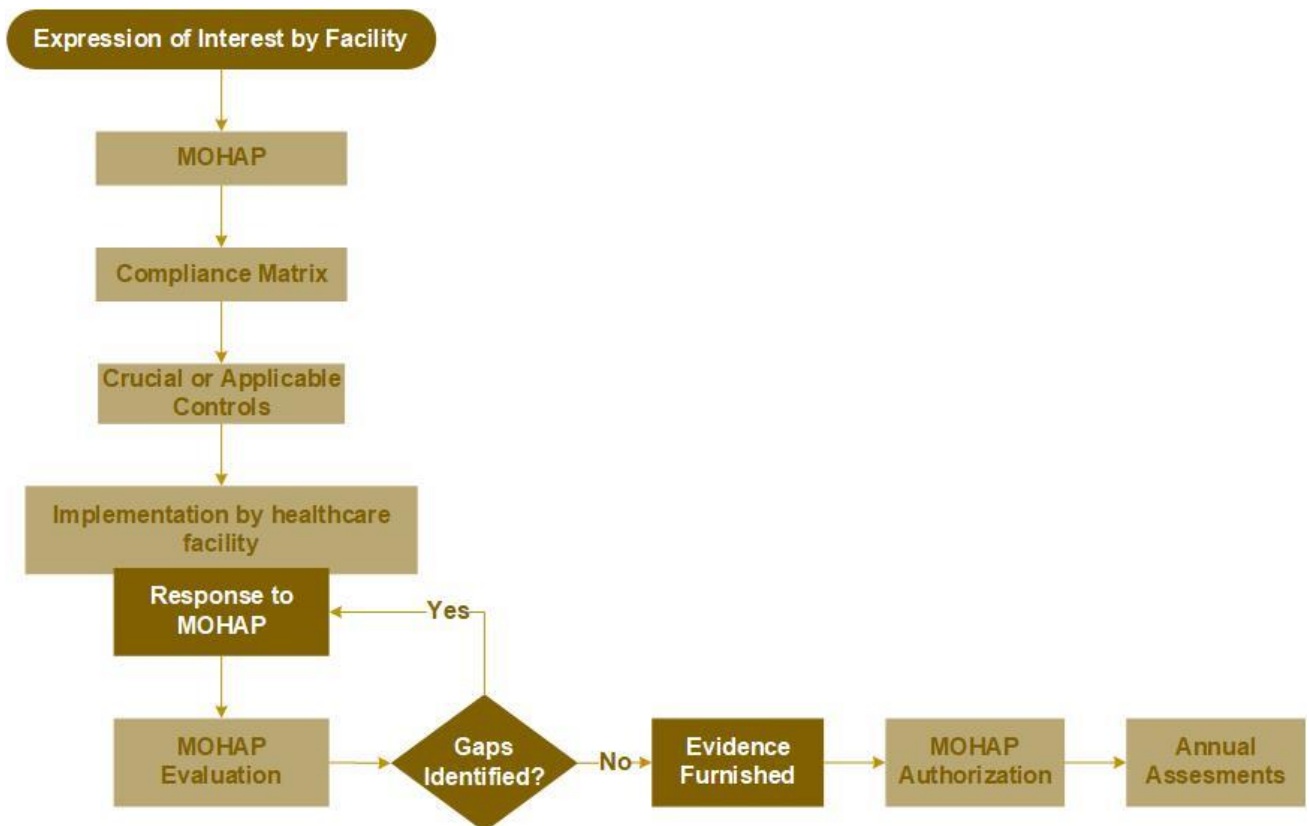 Expression of Interest by Facility
MOHAP
Compliance Matrix
Crucial or Applicable
Controls
Implementation by healthcare
facility
Response to
MOHAP
Yes
MOHAP
Evaluation
Gaps
Identified?
No
Evidence
Furnished
MOHAP
Authorization
Annual
Assesments